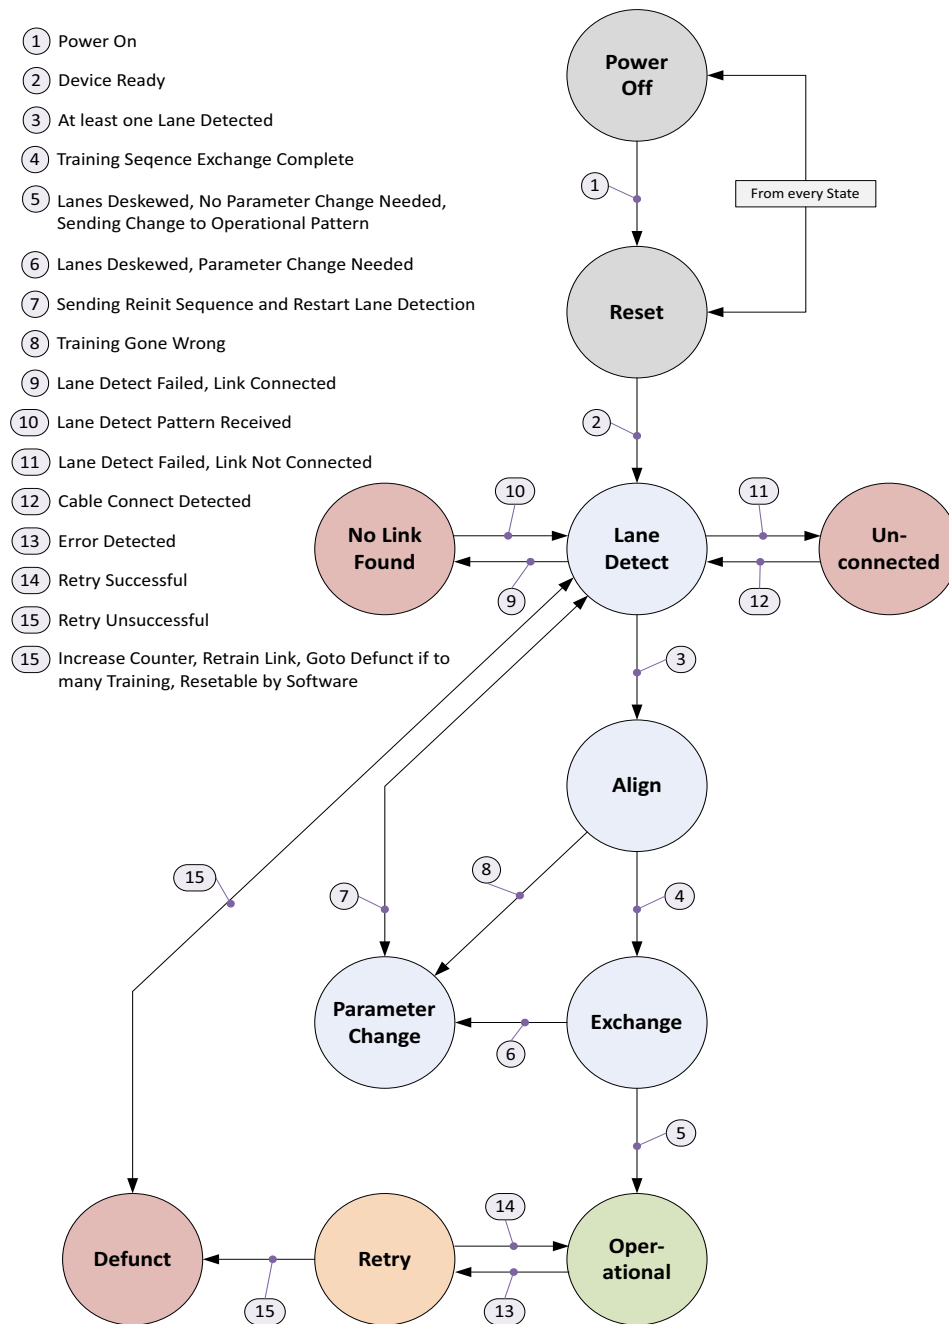 1 Power On
2 Device Ready
3 At least one Lane Detected
4 Training Seqence Exchange Complete
5 Lanes Deskewed, No Parameter Change Needed,
Sending Change to Operational Pattern
6 Lanes Deskewed, Parameter Change Needed
7 Sending Reinit Sequence and Restart Lane Detection
8 Training Gone Wrong
9 Lane Detect Failed, Link Connected
10 Lane Detect Pattern Received
11 Lane Detect Failed, Link Not Connected
12 Cable Connect Detected
13 Error Detected
14 Retry Successful
15 Retry Unsuccessful
15 Increase Counter, Retrain Link, Goto Defunct if to
many Training, Resetable by Software
Power
Off
1
From every State
Reset
2
No Link
Found
10
9
Lane
Detect
11
12
Un-
connected
3
Align
15
7
8
4
Parameter
Change
6
Exchange
5
Defunct
15
Retry
14
13
Oper-
ational